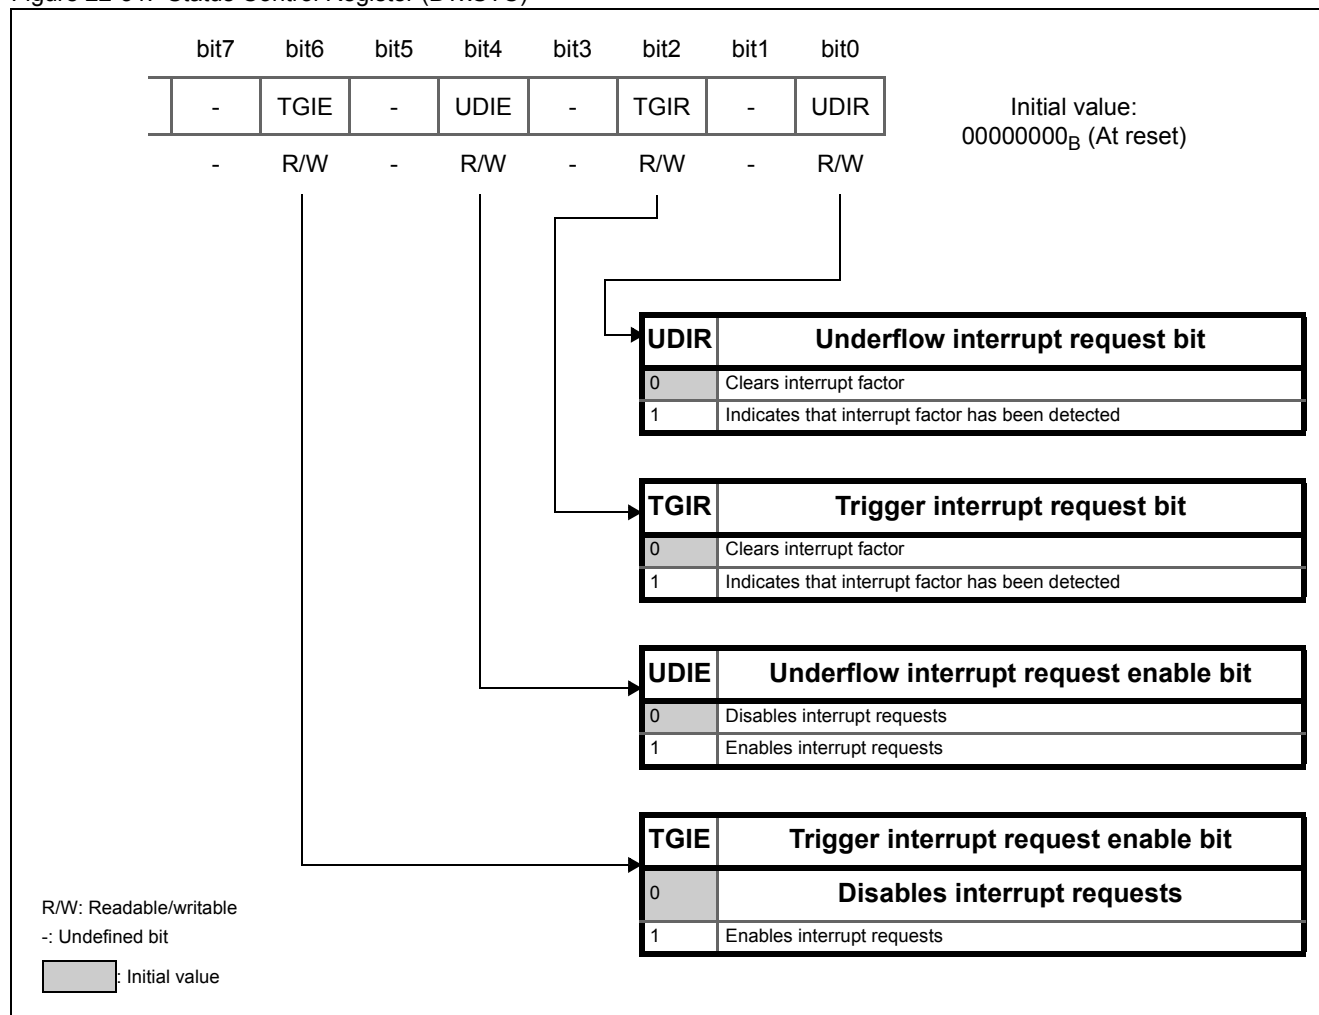 bit7 bit6 bit5 bit4 bit3 bit2 bit1 bit0
- TGIE - UDIE - TGIR - UDIR
- R/W - R/W - R/W - R/W
Initial value:
00000000B (At reset)
UDIR Underflow interrupt request bit
0 Clears interrupt factor
1 Indicates that interrupt factor has been detected
TGIR Trigger interrupt request bit
0 Clears interrupt factor
1 Indicates that interrupt factor has been detected
UDIE Underflow interrupt request enable bit
0 Disables interrupt requests
1 Enables interrupt requests
TGIE Trigger interrupt request enable bit
0 Disables interrupt requests
1 Enables interrupt requests
R/W: Readable/writable
-: Undefined bit
: Initial value